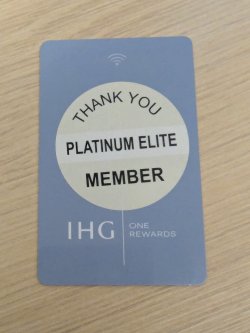 THANK YOU
PLATINUM ELITE
MEMBER
IHG
ONE
REWARDS